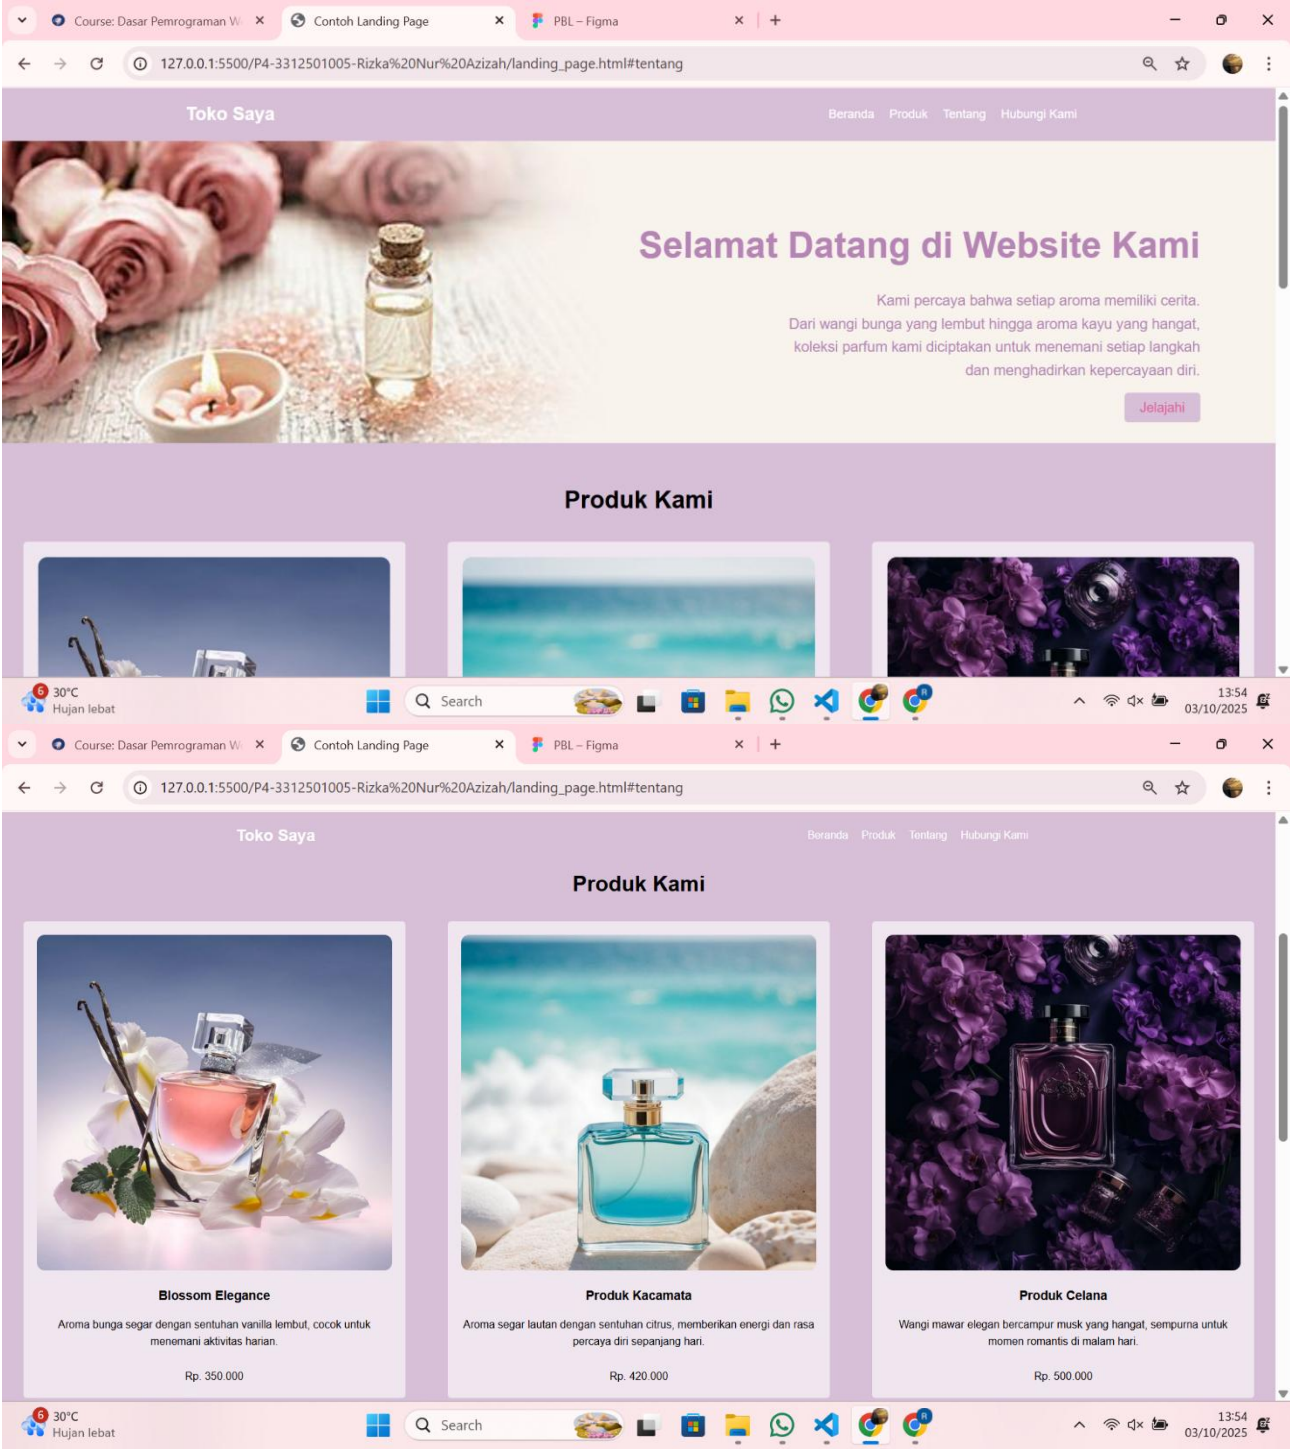 Course: Dasar Pemrograman W
Contoh Landing Page
PBL – Figma
127.0.0.1:5500/P4-3312501005-Rizka%20Nur%20Azizah/landing_page.html#tentang
Toko Saya
Beranda Produk Tentang Hubungi Kami
Selamat Datang di Website Kami
Kami percaya bahwa setiap aroma memiliki cerita.
Dari wangi bunga yang lembut hingga aroma kayu yang hangat,
koleksi parfum kami diciptakan untuk menemani setiap langkah
dan menghadirkan kepercayaan diri.
Jelajahi
Produk Kami
6
30°C
Hujan lebat
Search
R
13:54
03/10/2025
Course: Dasar Pemrograman W
Contoh Landing Page
PBL – Figma
127.0.0.1:5500/P4-3312501005-Rizka%20Nur%20Azizah/landing_page.html#tentang
Toko Saya
Beranda Produk Tentang Hubungi Kami
Produk Kami
Blossom Elegance
Aroma bunga segar dengan sentuhan vanilla lembut, cocok untuk
menemani aktivitas harian.
Rp. 350.000
Produk Kacamata
Aroma segar lautan dengan sentuhan citrus, memberikan energi dan rasa
percaya diri sepanjang hari.
Rp. 420.000
Produk Celana
Wangi mawar elegan bercampur musk yang hangat, sempurna untuk
momen romantis di malam hari.
Rp. 500.000
6
30°C
Hujan lebat
Search
R
13:54
03/10/2025